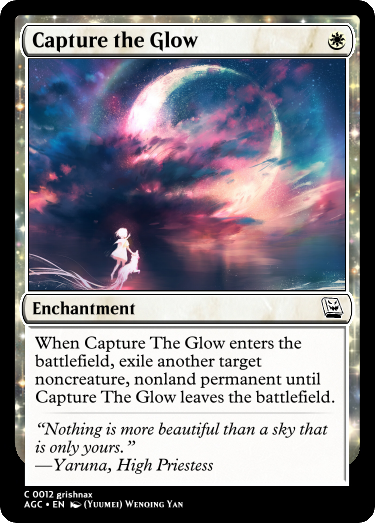 Capture the Glow
Enchantment
When Capture The Glow enters the
battlefield, exile another target
noncreature, nonland permanent until
Capture The Glow leaves the battlefield.
“Nothing is more beautiful than a sky that
is only yours.”
—Yaruna, High Priestess
C 0012 grishnax
AGC • EN (Yuumei) Wenqing Yan